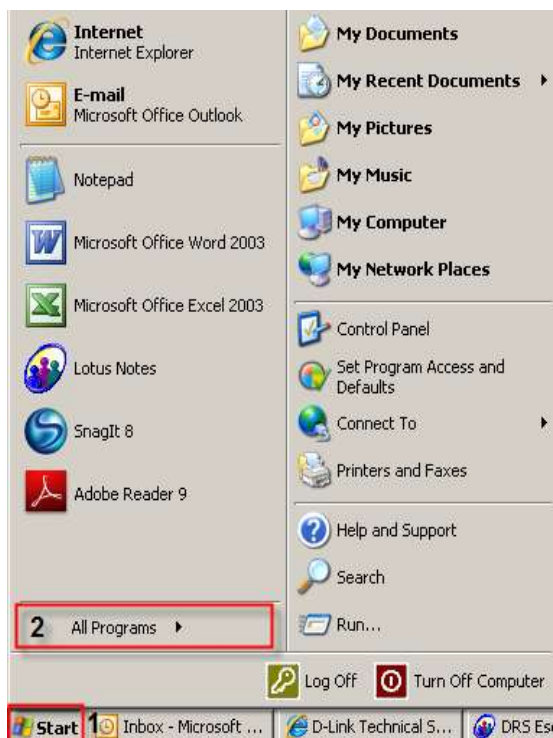 Internet
Internet Explorer
E-mail
Microsoft Office Outlook
Notepad
Microsoft Office Word 2003
Microsoft Office Excel 2003
Lotus Notes
SnagIt 8
Adobe Reader 9
2 All Programs
My Documents
My Recent Documents
My Pictures
My Music
My Computer
My Network Places
Control Panel
Set Program Access and
Defaults
Connect To
Printers and Faxes
Help and Support
Search
Run...
Log Off Turn Off Computer
Start 1 Inbox - Microsoft ... D-Link Technical S... DRS Esc